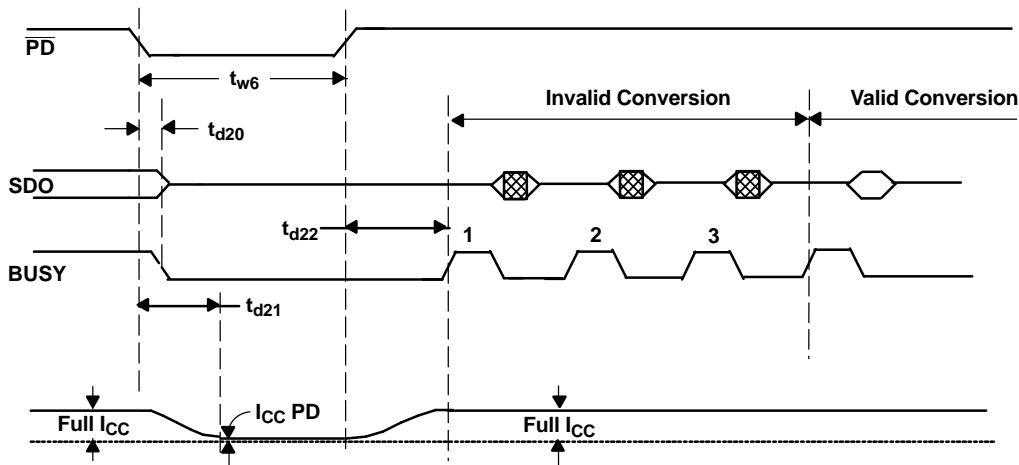 PD
tw6
Invalid Conversion
Valid Conversion
td20
SDO
td22
1
2
3
BUSY
td21
Full ICC
ICC PD
Full ICC